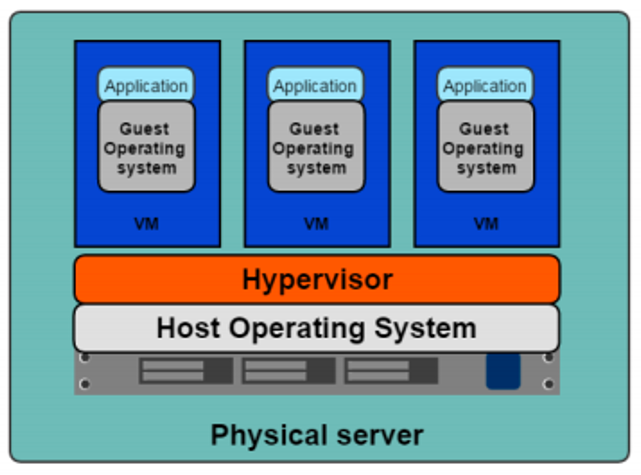 Application Application Application
Guest Guest Guest
Operating Operating Operating
system system system
VM VM VM
Hypervisor
Host Operating System
Physical server